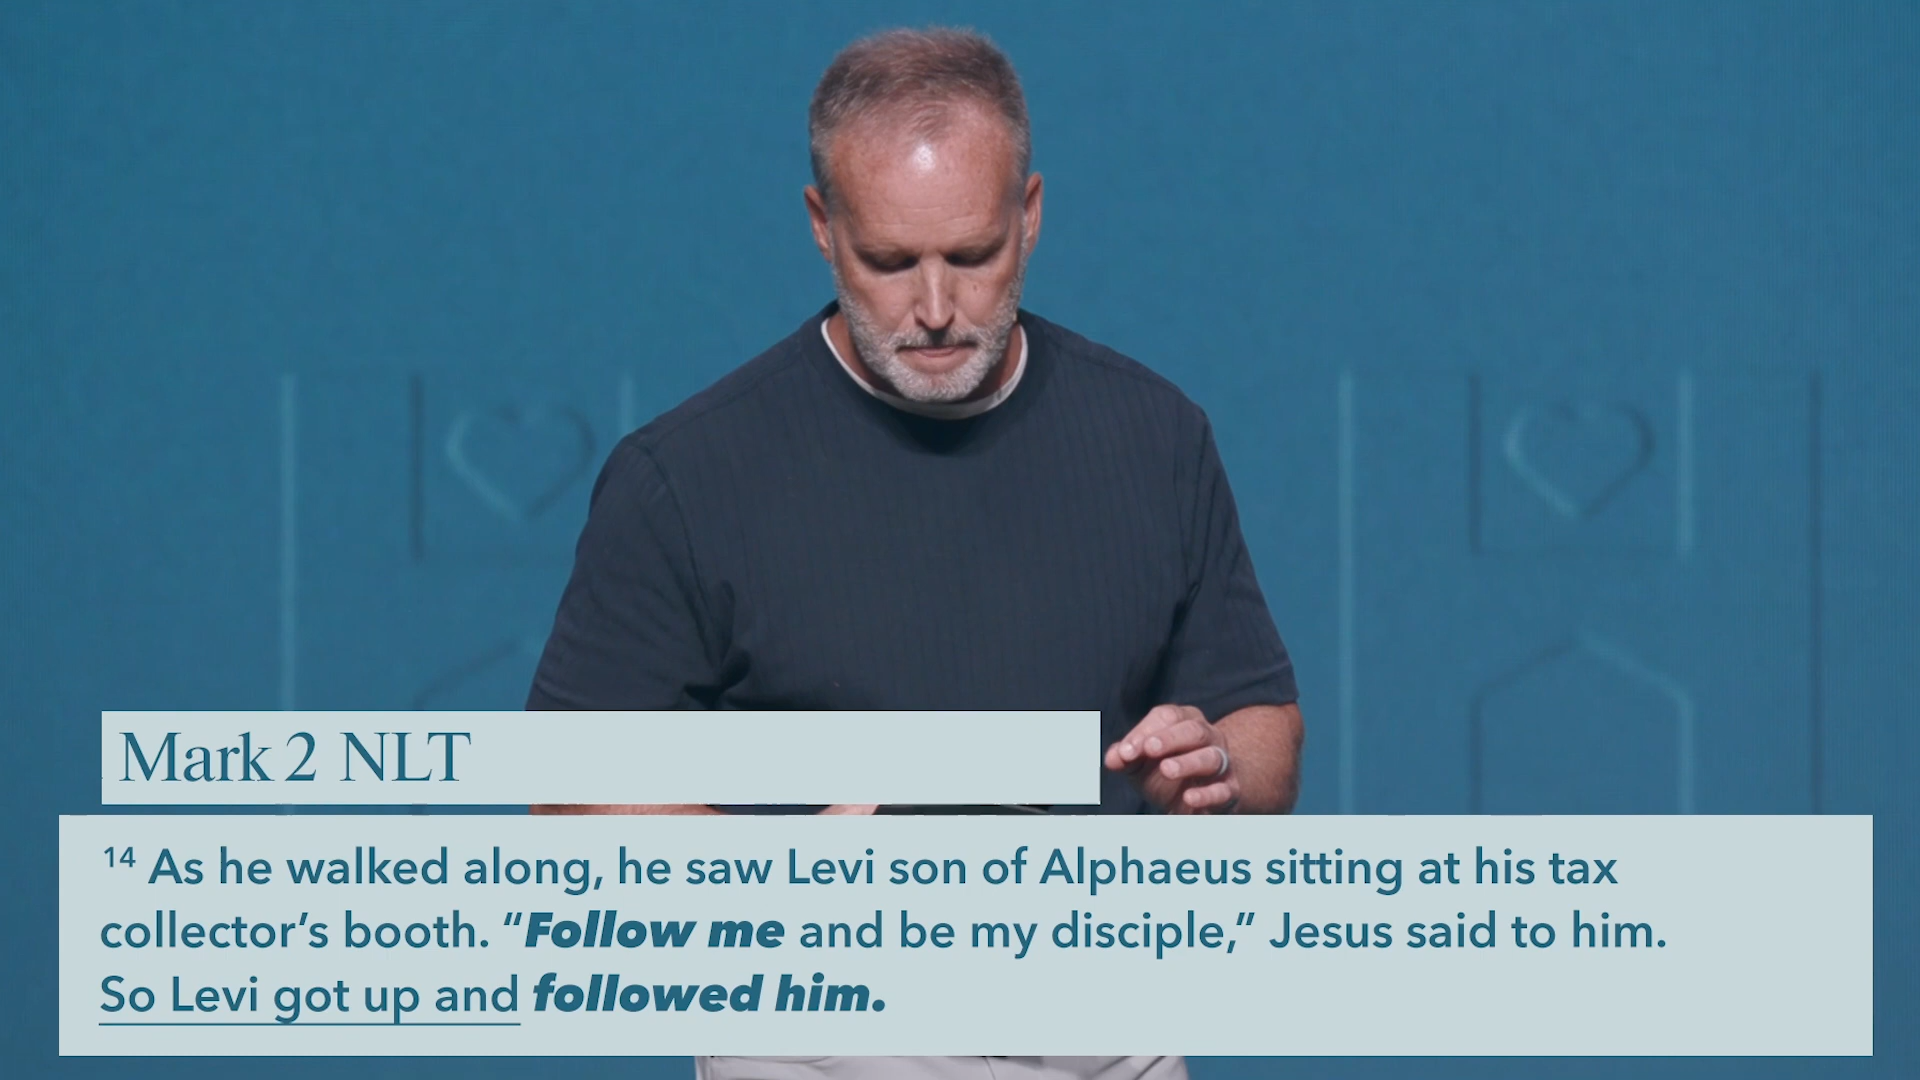 Mark 2 NLT
14 As he walked along, he saw Levi son of Alphaeus sitting at his tax
collector’s booth. “Follow me and be my disciple,” Jesus said to him.
So Levi got up and followed him.